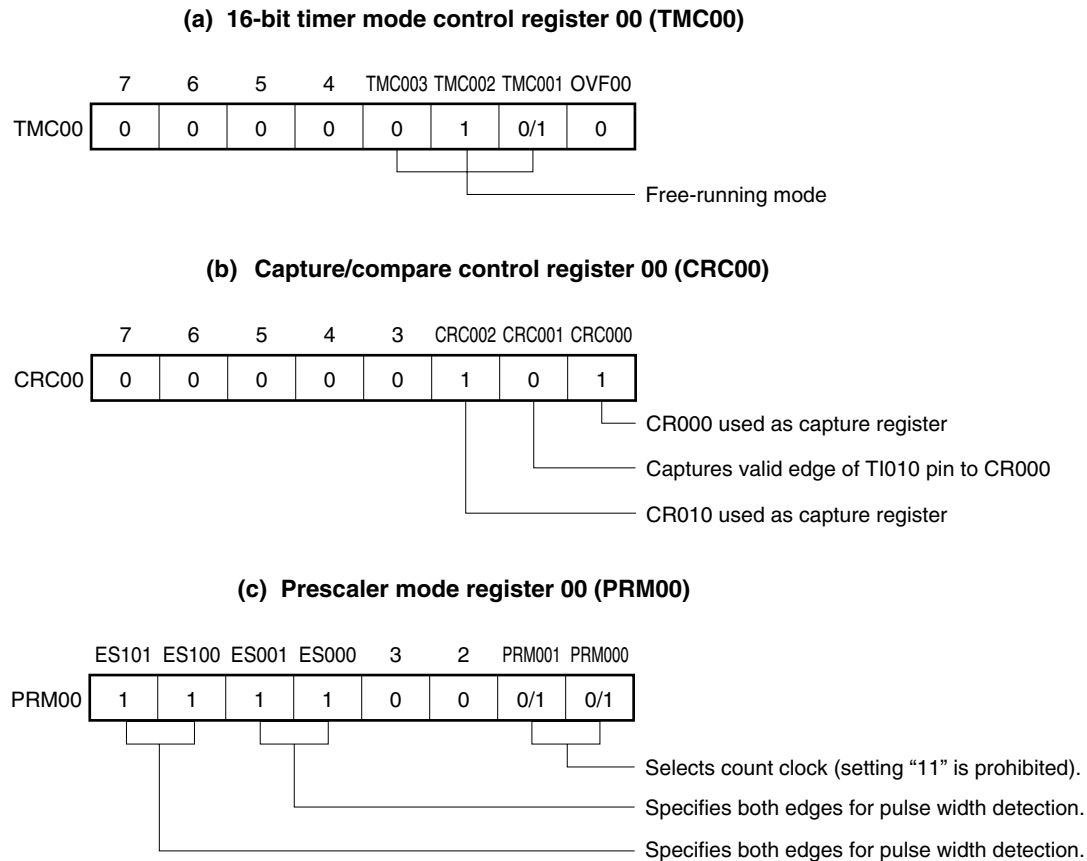 (a) 16-bit timer mode control register 00 (TMC00)
7 6 5 4 TMC003 TMC002 TMC001 OVF00
TMC00 0 0 0 0 0 1 0/1 0
Free-running mode
(b) Capture/compare control register 00 (CRC00)
7 6 5 4 3 CRC002 CRC001 CRC000
CRC00 0 0 0 0 0 1 0 1
CR000 used as capture register
Captures valid edge of TI010 pin to CR000
CR010 used as capture register
(c) Prescaler mode register 00 (PRM00)
ES101 ES100 ES001 ES000 3 2 PRM001 PRM000
PRM00 1 1 1 1 0 0 0/1 0/1
Selects count clock (setting “11” is prohibited).
Specifies both edges for pulse width detection.
Specifies both edges for pulse width detection.